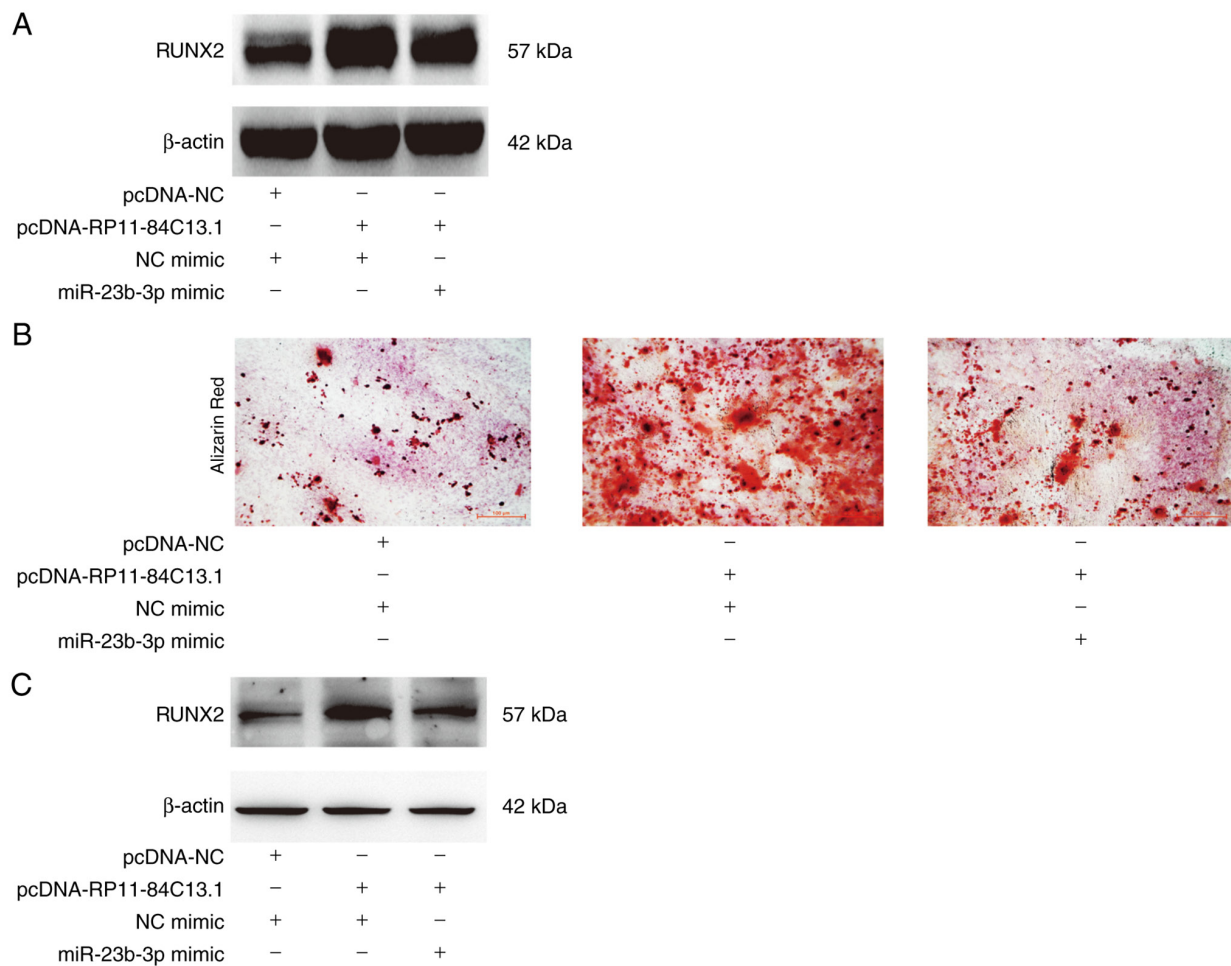 A
RUNX2 57 kDa
β-actin 42 kDa
pcDNA-NC + – –
pcDNA-RP11-84C13.1 – + +
NC mimic + + –
miR-23b-3p mimic – – +
B
Alizarin Red
100 μm
pcDNA-NC + – –
pcDNA-RP11-84C13.1 – + +
NC mimic + + –
miR-23b-3p mimic – – +
C
RUNX2 57 kDa
β-actin 42 kDa
pcDNA-NC + – –
pcDNA-RP11-84C13.1 – + +
NC mimic + + –
miR-23b-3p mimic – – +